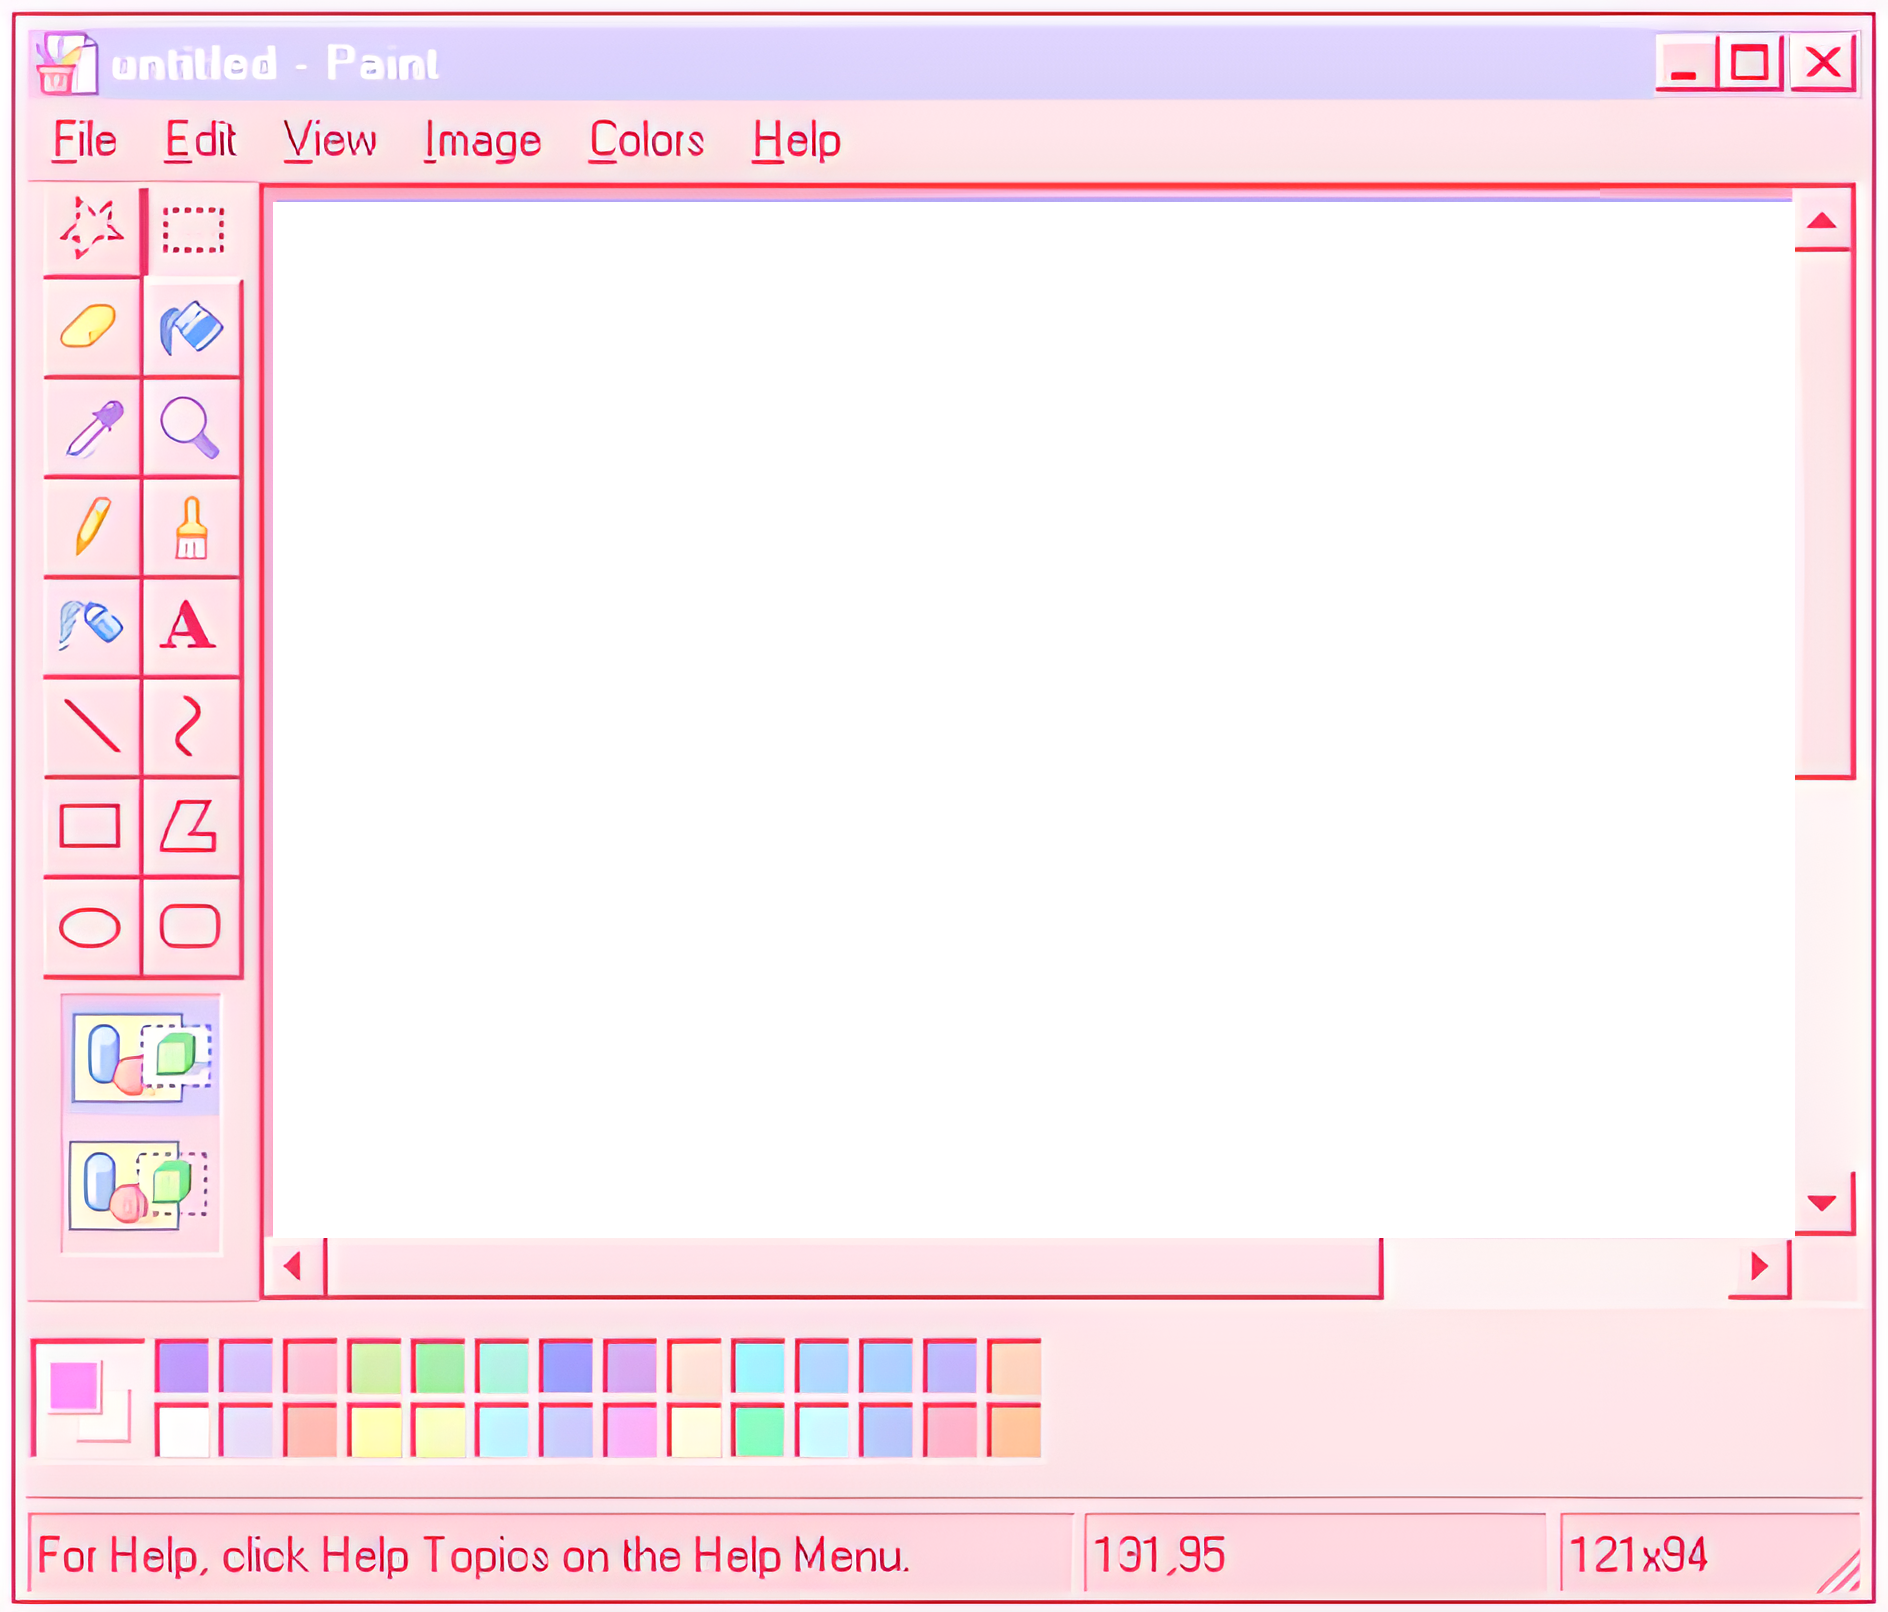 untitled - Paint
File Edit View Image Colors Help
A
For Help, click Help Topics on the Help Menu. 131,95 121x94